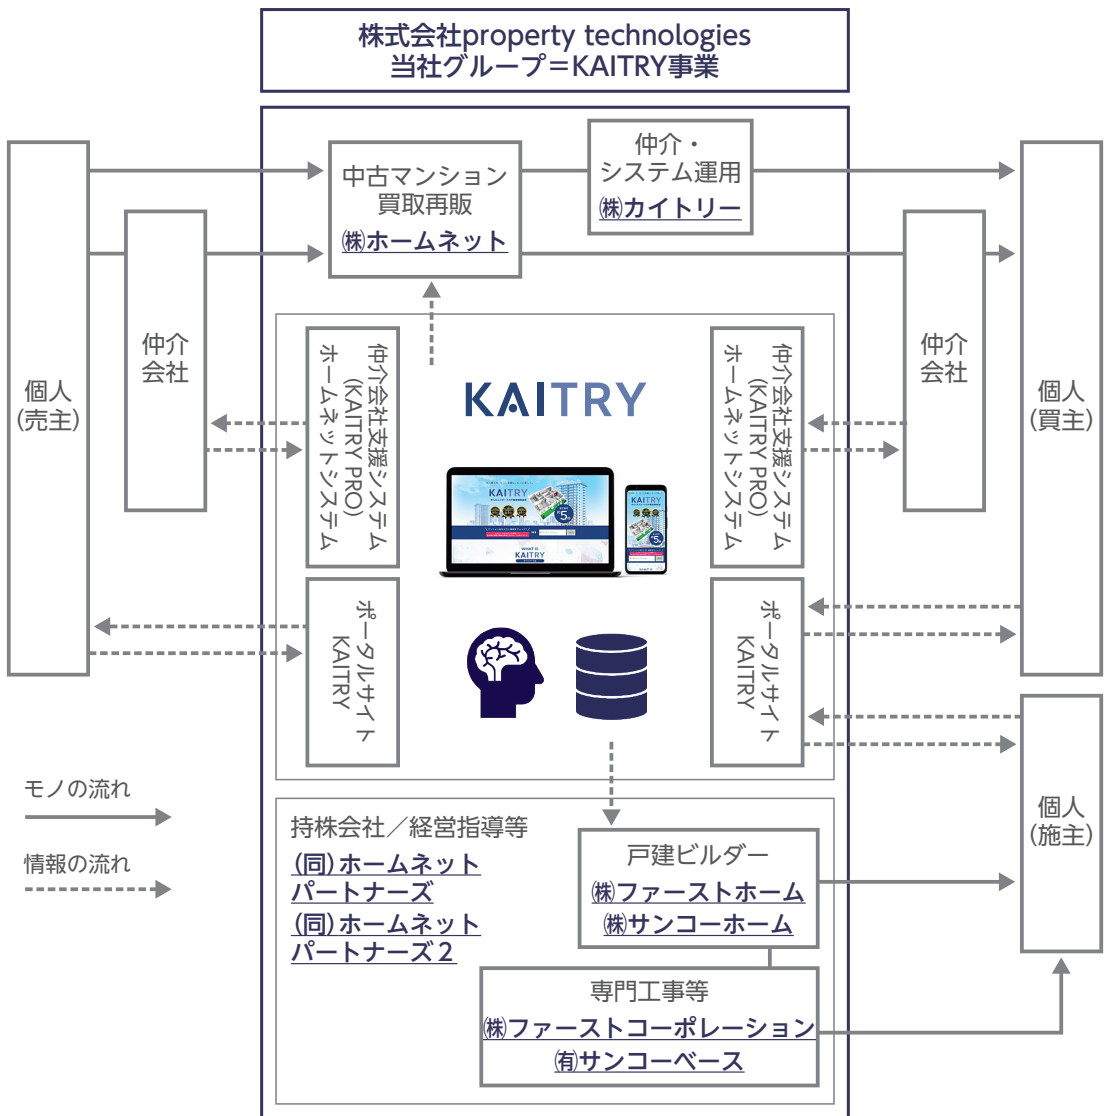 株式会社property technologies
当社グループ＝KAITRY事業
中古マンション
買取再販
㈱ホームネット
仲介・
システム運用
㈱カイトリー
個人
(売主)
仲介
会社
仲介会社支援システム
(KAITRY PRO)
ホームネットシステム
KAITRY
KAITRY
5
WHAT IS
KAITRY
KAITRY
5
仲介会社支援システム
(KAITRY PRO)
ホームネットシステム
仲介
会社
個人
(買主)
ポータルサイト
KAITRY
ポータルサイト
KAITRY
モノの流れ
情報の流れ
持株会社／経営指導等
(同)ホームネット
パートナーズ
(同)ホームネット
パートナーズ２
戸建ビルダー
㈱ファーストホーム
㈱サンコーホーム
専門工事等
㈱ファーストコーポレーション
㈲サンコーベース
個人
(施主)